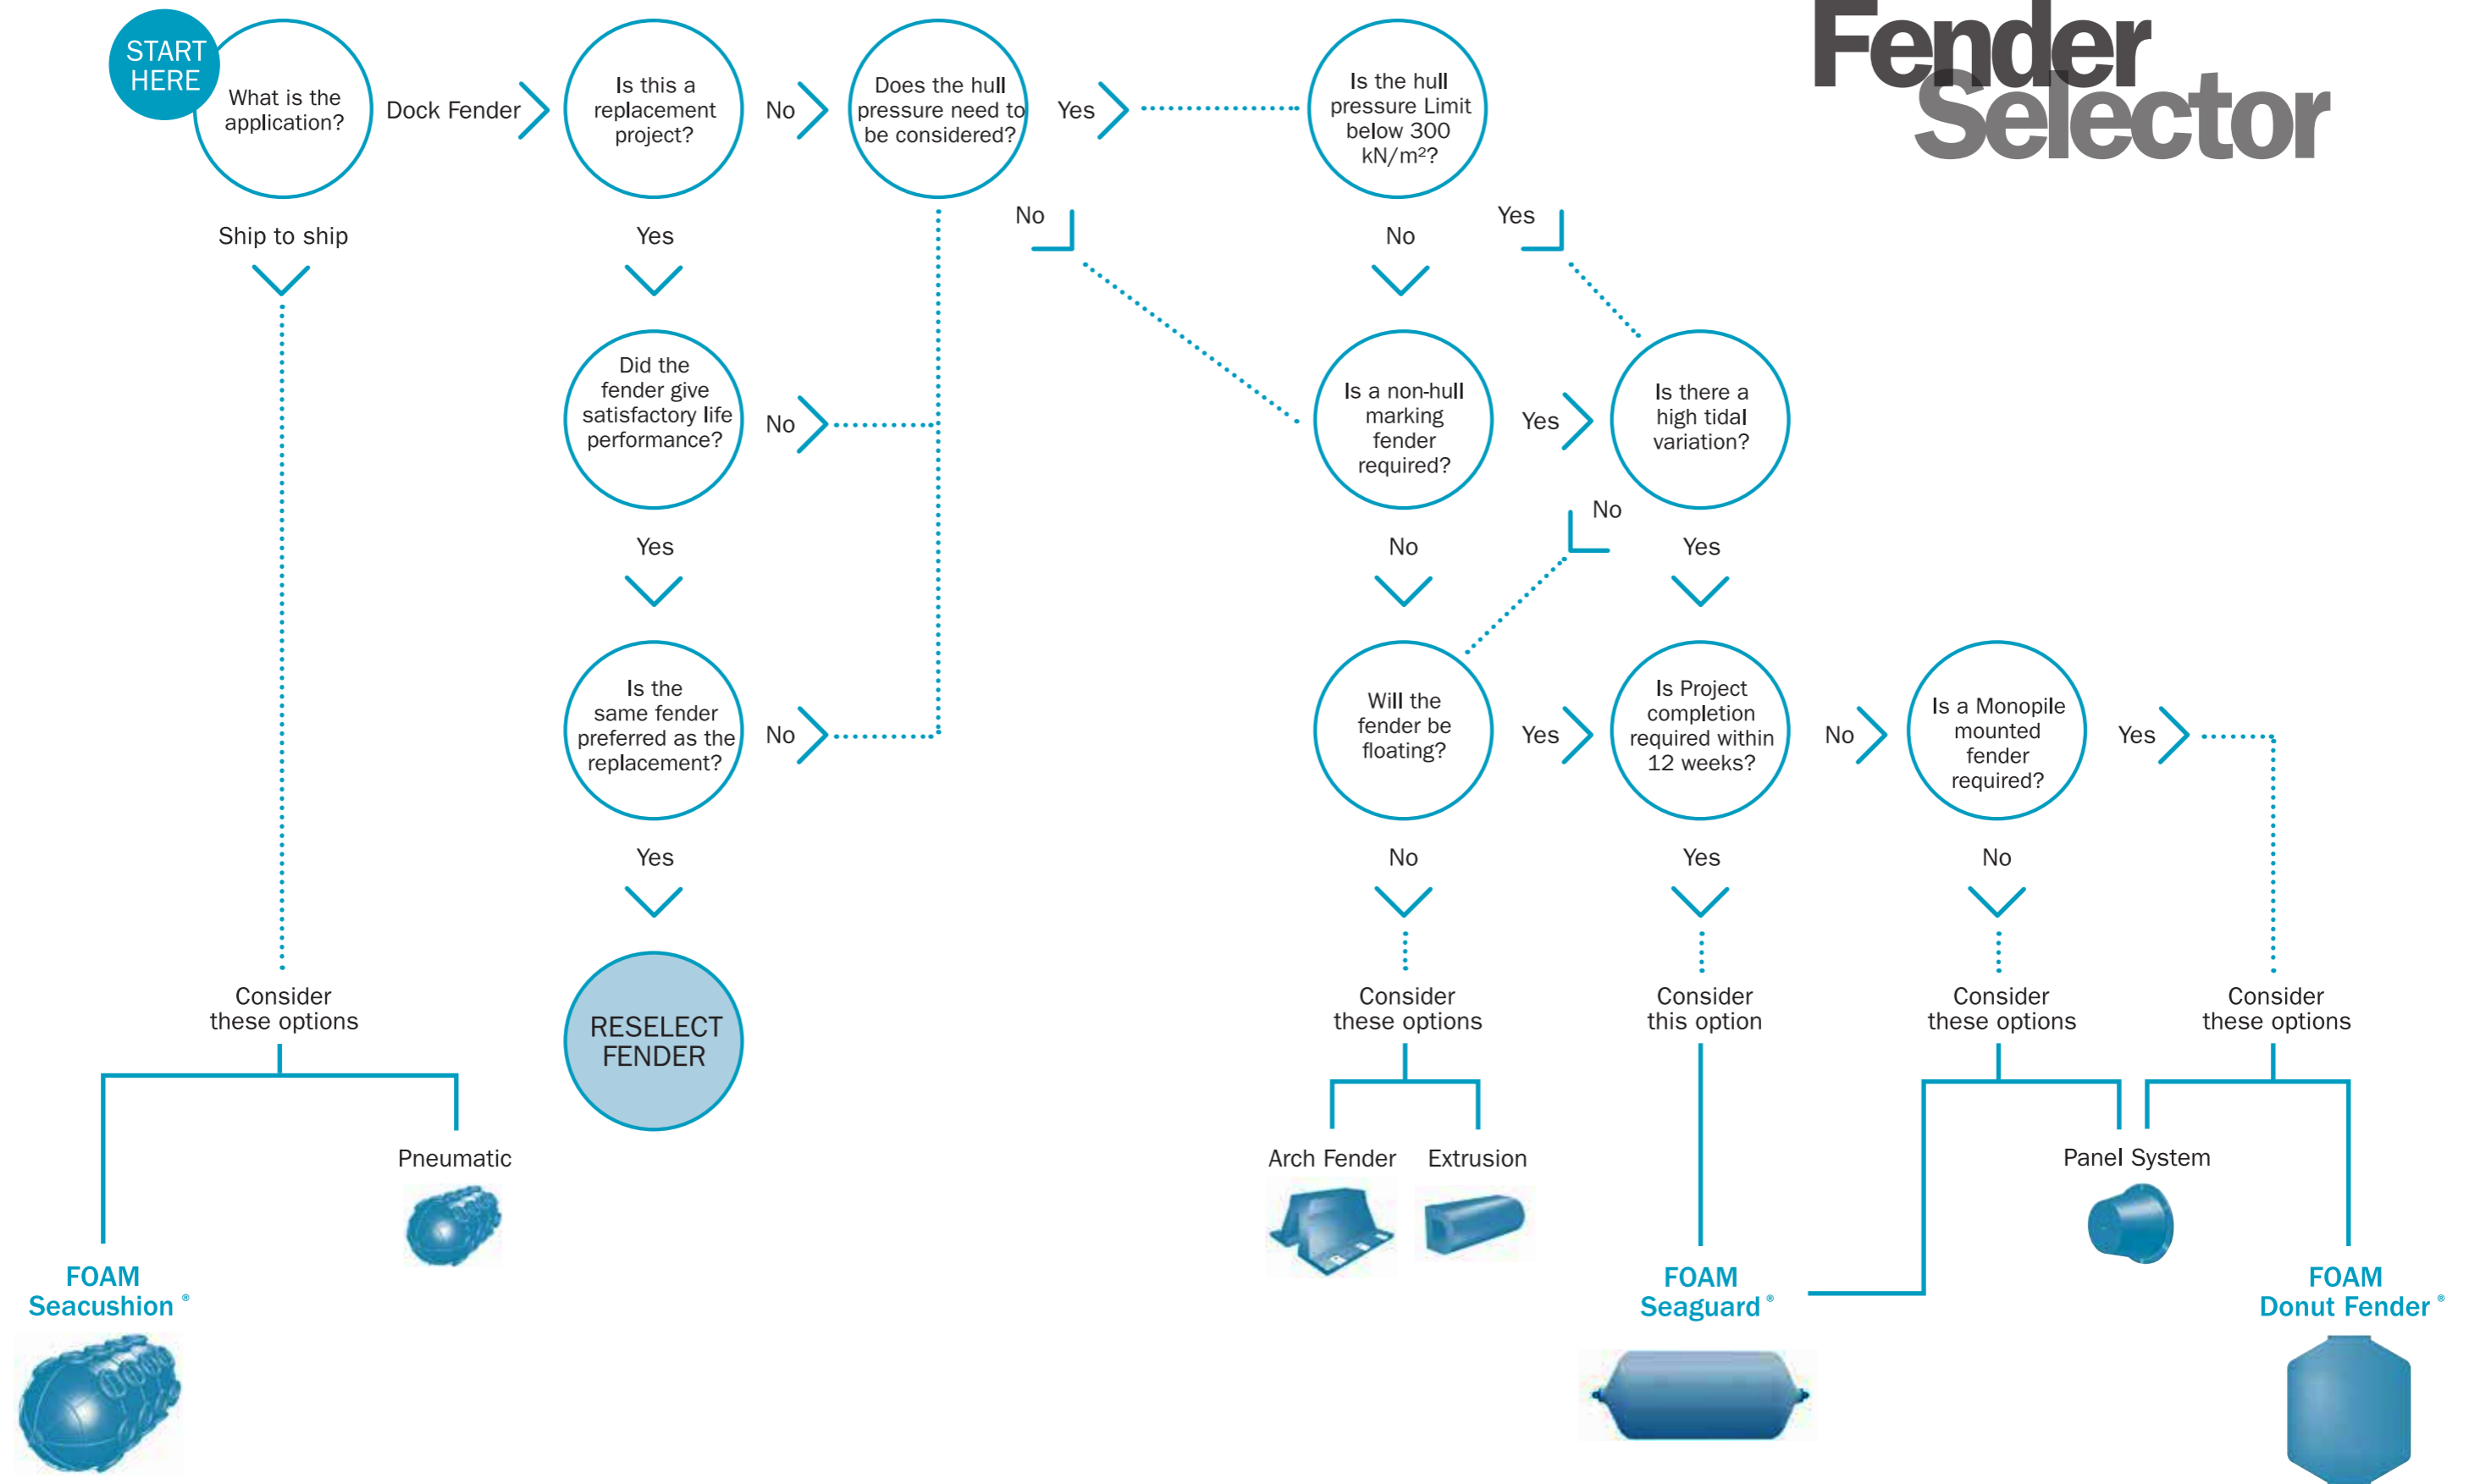 Fender
Selector
START
HERE
What is the
application?
Dock Fender
Is this a
replacement
project?
No
Does the hull
pressure need to
be considered?
Yes
Is the hull
pressure Limit
below 300
kN/m²?
Ship to ship
Yes
No
No
Yes
Did the
fender give
satisfactory life
performance?
No
Is a non-hull
marking
fender
required?
Yes
Is there a
high tidal
variation?
No
Yes
No
Yes
Is the
same fender
preferred as the
replacement?
No
Will the
fender be
floating?
Yes
Is Project
completion
required within
12 weeks?
No
Is a Monopile
mounted
fender
required?
Yes
Yes
No
Yes
No
RESELECT
FENDER
Consider
these options
Consider
these options
Consider
this option
Consider
these options
Consider
these options
Pneumatic
Arch Fender
Extrusion
Panel System
FOAM
Seacushion ®
FOAM
Seaguard ®
FOAM
Donut Fender ®